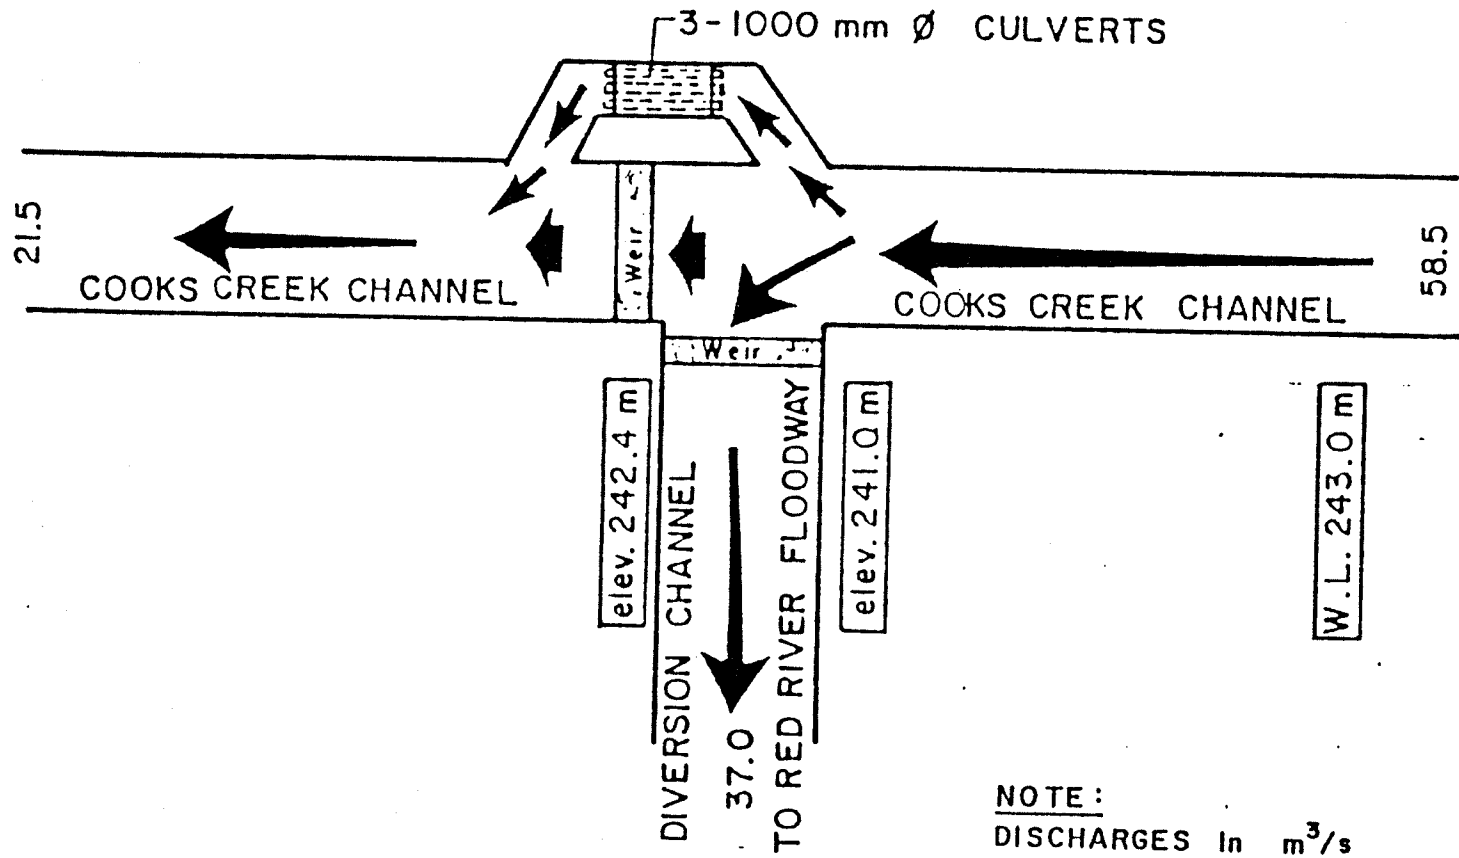 3-1000 mm Ø CULVERTS
21.5
COOKS CREEK CHANNEL
Weir
COOKS CREEK CHANNEL
58.5
Weir
elev. 242.4 m
DIVERSION CHANNEL
37.0
TO RED RIVER FLOODWAY
elev. 241.0 m
W.L. 243.0 m
NOTE:
DISCHARGES in m³/s